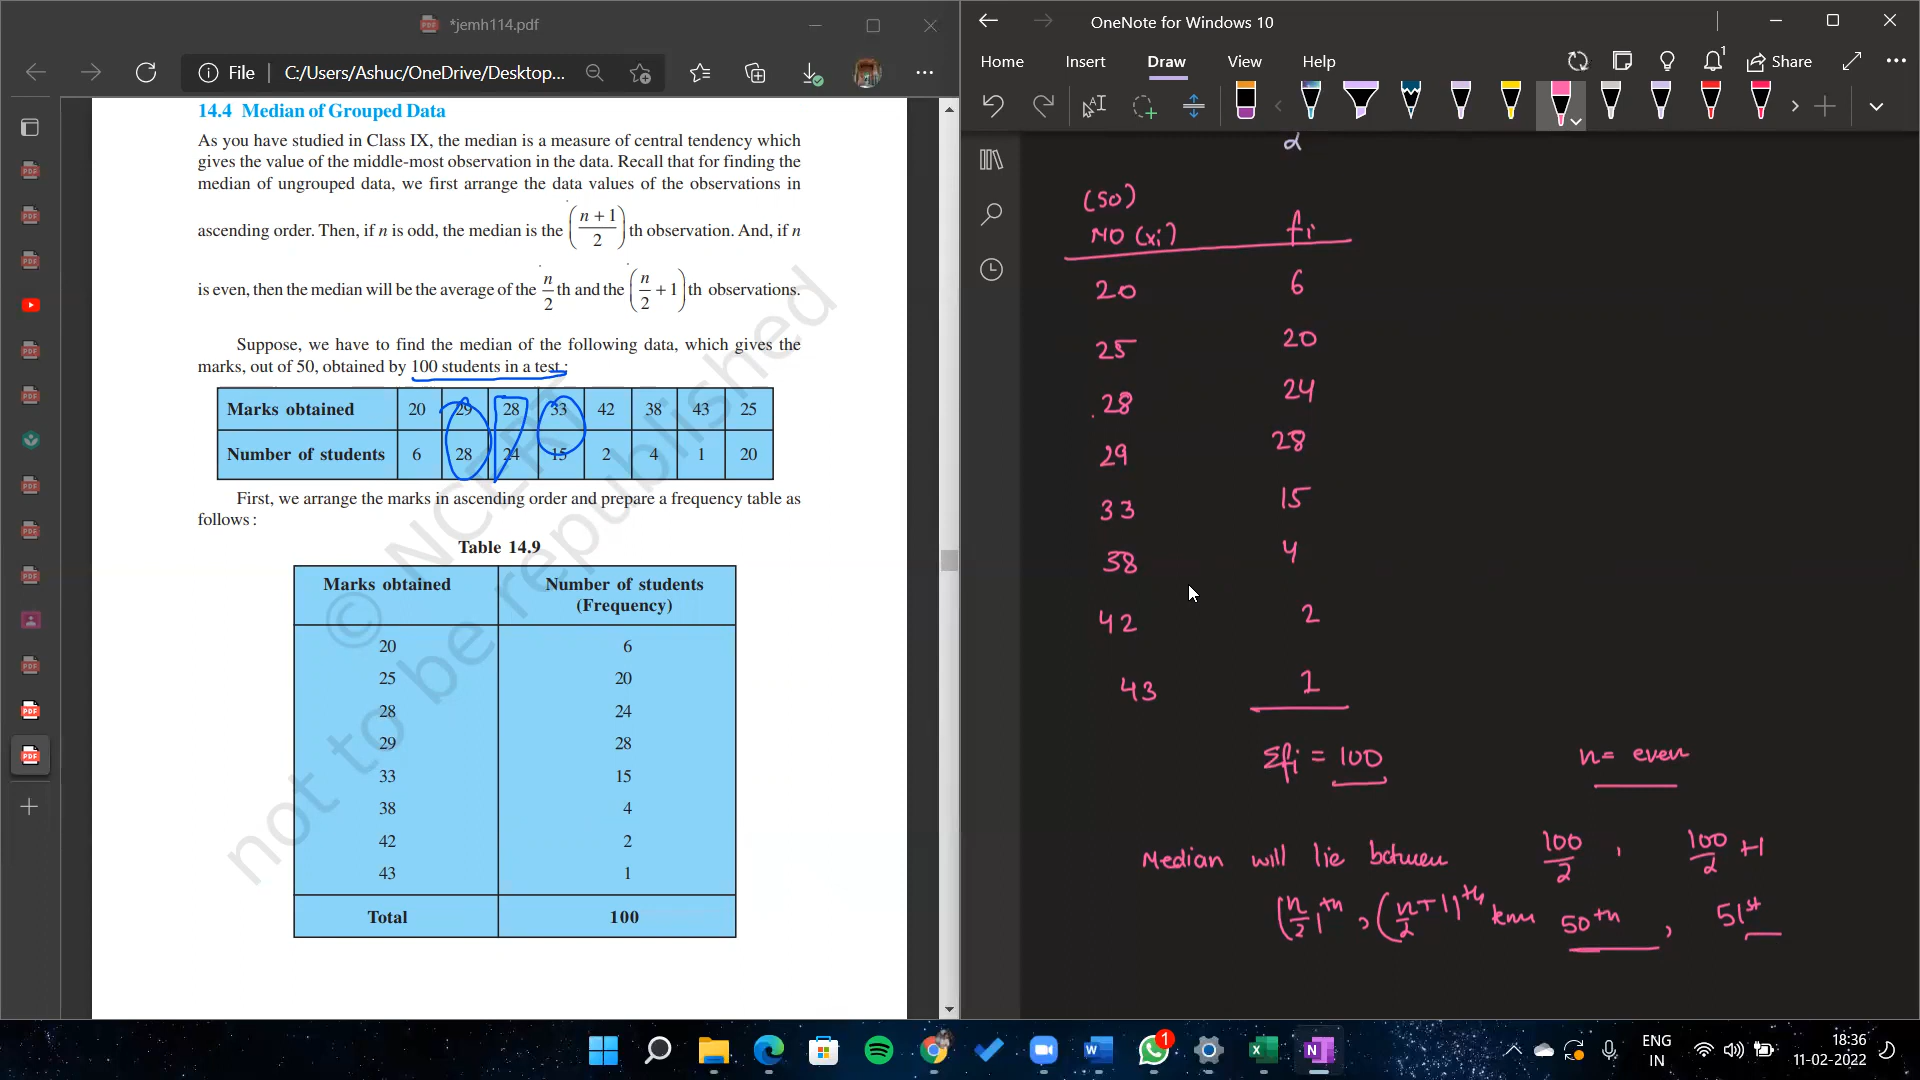 *jemh114.pdf
File | C:/Users/Ashuc/OneDrive/Desktop...
14.4 Median of Grouped Data
As you have studied in Class IX, the median is a measure of central tendency which
gives the value of the middle-most observation in the data. Recall that for finding the
median of ungrouped data, we first arrange the data values of the observations in
ascending order. Then, if n is odd, the median is the ((n + 1)/2)th observation. And, if n
is even, then the median will be the average of the n/2 th and the (n/2 + 1)th observations.
Suppose, we have to find the median of the following data, which gives the
marks, out of 50, obtained by 100 students in a test :
Marks obtained 20 29 28 33 42 38 43 25
Number of students 6 28 24 15 2 4 1 20
First, we arrange the marks in ascending order and prepare a frequency table as
follows :
Table 14.9
Marks obtained Number of students
(Frequency)
20 6
25 20
28 24
29 28
33 15
38 4
42 2
43 1
Total 100
© NCERT
not to be republished
OneNote for Windows 10
Home Insert Draw View Help Share
2
(50)
MO (xi) fi
20 6
25 20
28 24
29 28
33 15
38 4
42 2
43 1
Σfi = 100 n = even
Median will lie between 100/2 , 100/2 +1
(n/2)th , (n/2 +1)th 50th , 51st
1
ENG
IN
18:36
11-02-2022